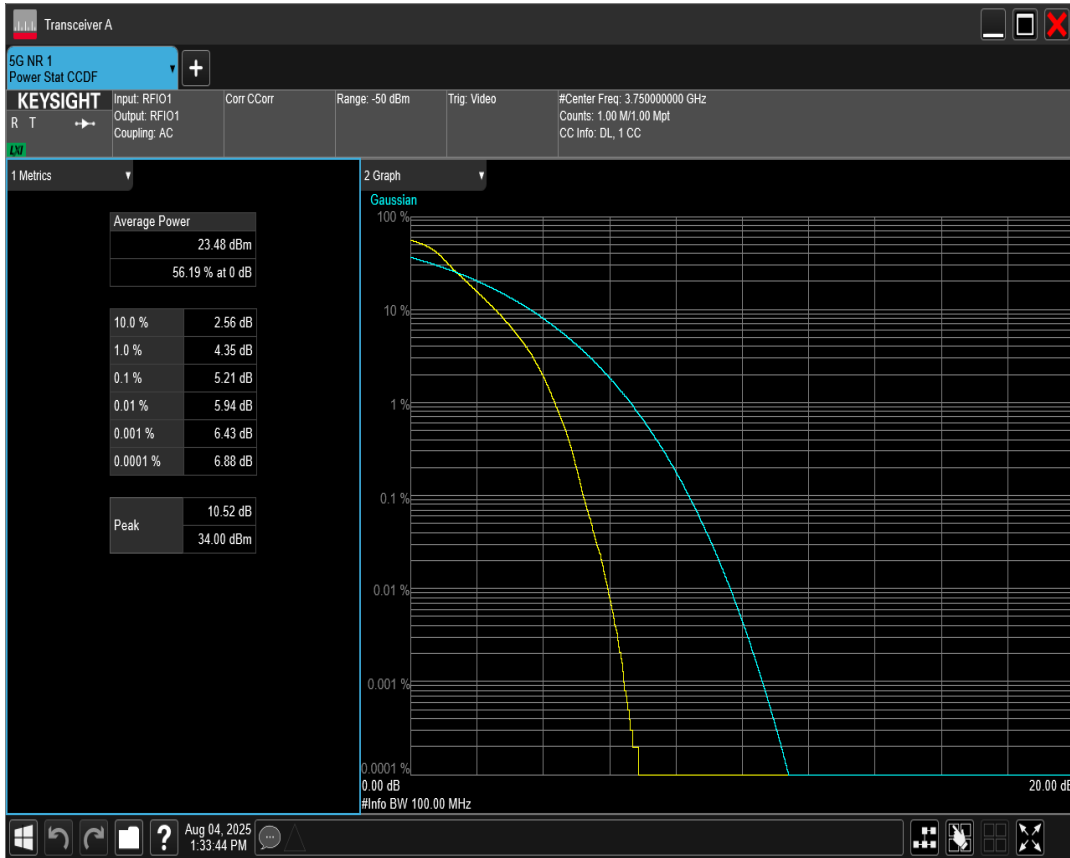 Transceiver A
5G NR 1
Power Stat CCDF
KEYSIGHT
R T
LXI
Input: RFIO1
Output: RFIO1
Coupling: AC
Corr CCorr
Range: -50 dBm
Trig: Video
#Center Freq: 3.750000000 GHz
Counts: 1.00 M/1.00 Mpt
CC Info: DL, 1 CC
1 Metrics
Average Power
23.48 dBm
56.19 % at 0 dB
10.0 % 2.56 dB
1.0 % 4.35 dB
0.1 % 5.21 dB
0.01 % 5.94 dB
0.001 % 6.43 dB
0.0001 % 6.88 dB
Peak
10.52 dB
34.00 dBm
2 Graph
Gaussian
100 %
10 %
1 %
0.1 %
0.01 %
0.001 %
0.0001 %
0.00 dB 20.00 dB
#Info BW 100.00 MHz
Aug 04, 2025
1:33:44 PM